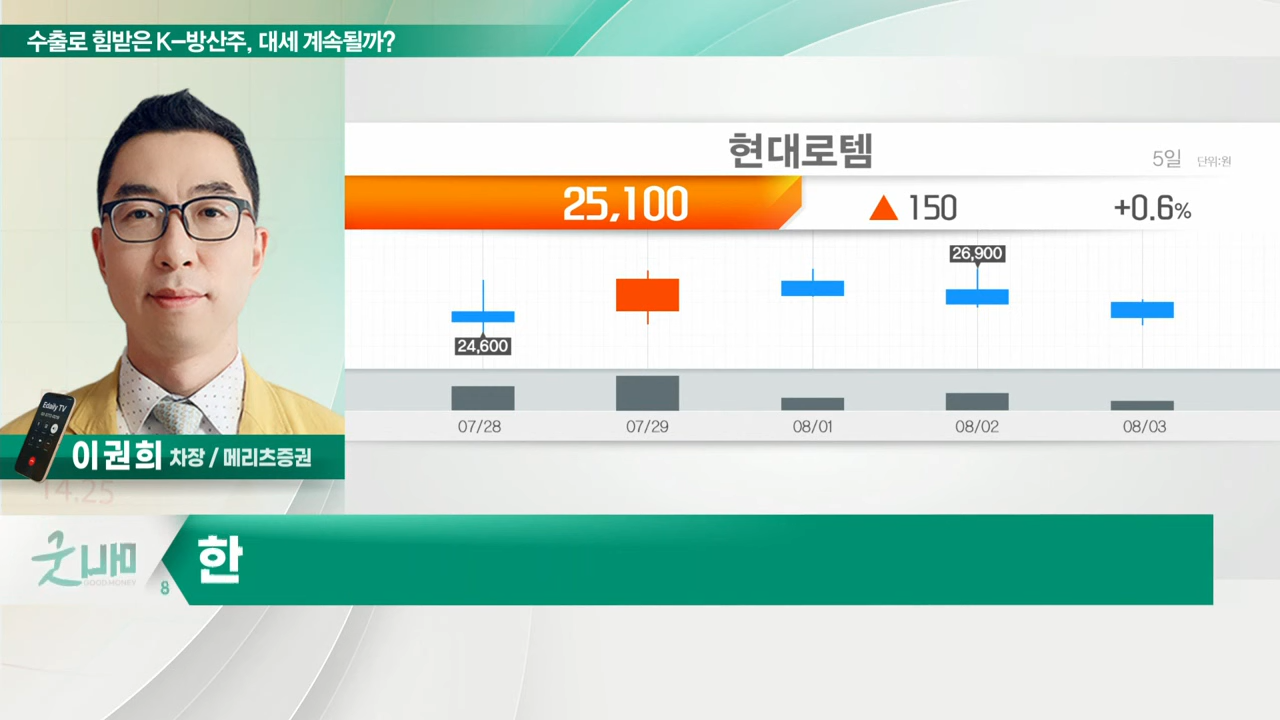 수출로 힘받은 K-방산주, 대세 계속될까?
현대로템
5일 단위:원
25,100 ▲ 150 +0.6%
26,900
24,600
07/28 07/29 08/01 08/02 08/03
Edaily TV
이권희 차장 / 메리츠증권
14.25
굿머니
GOOD MONEY
8
한